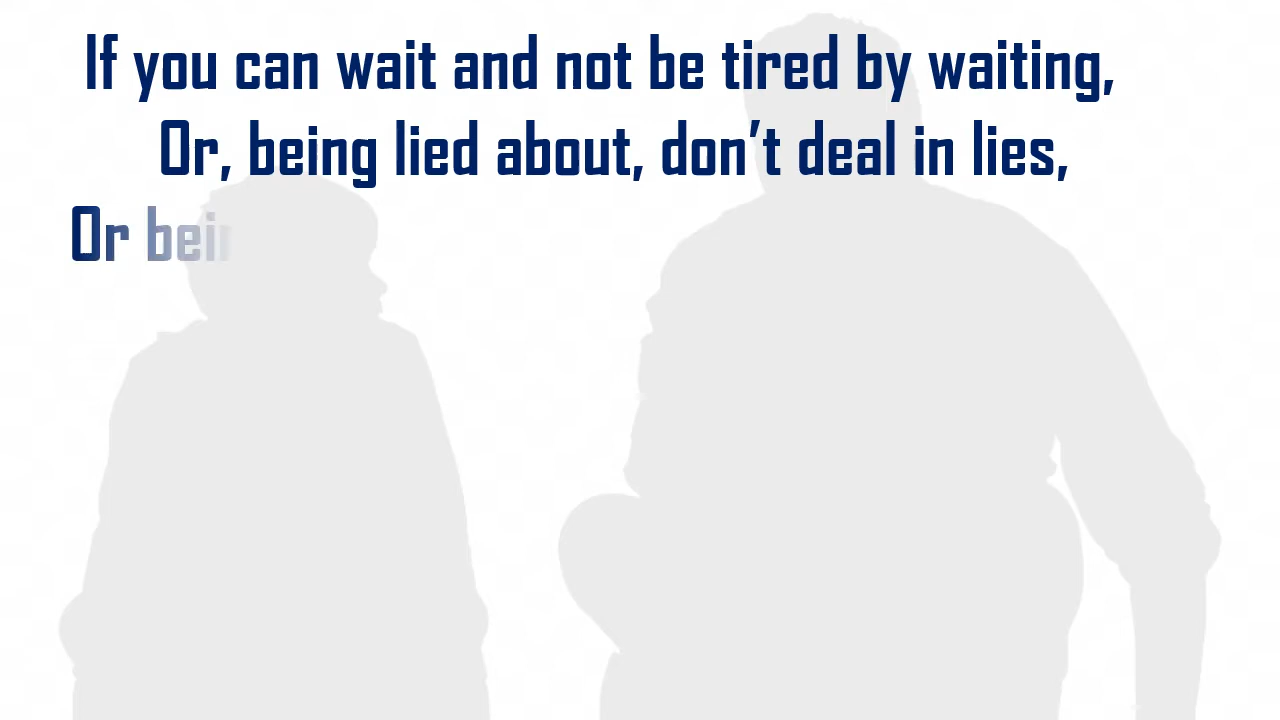 If you can wait and not be tired by waiting,
Or, being lied about, don’t deal in lies,
Or bein